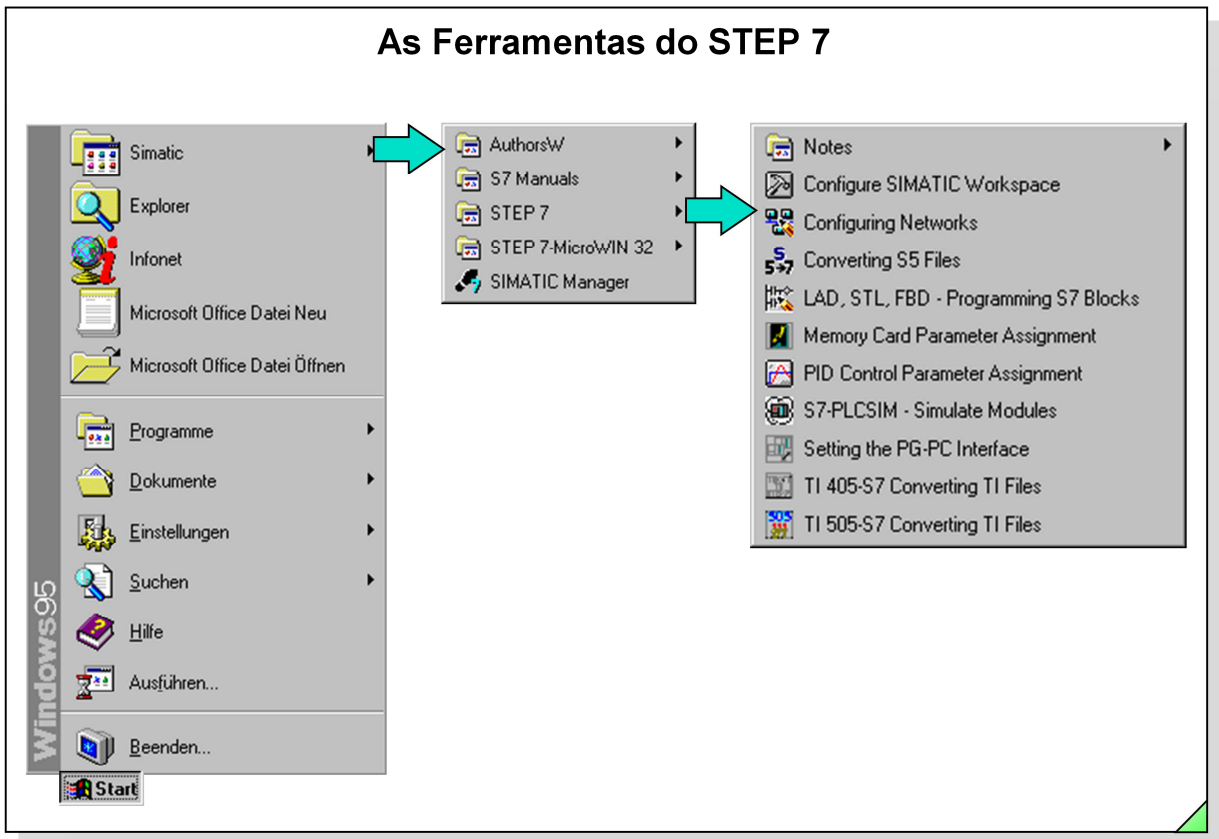 As Ferramentas do STEP 7
Simatic
Explorer
Infonet
Microsoft Office Datei Neu
Microsoft Office Datei Öffnen
Programme
Dokumente
Einstellungen
Suchen
Hilfe
Ausführen...
Beenden...
Windows95
Start
AuthorsW
S7 Manuals
STEP 7
STEP 7-MicroWIN 32
SIMATIC Manager
Notes
Configure SIMATIC Workspace
Configuring Networks
Converting S5 Files
LAD, STL, FBD - Programming S7 Blocks
Memory Card Parameter Assignment
PID Control Parameter Assignment
S7-PLCSIM - Simulate Modules
Setting the PG-PC Interface
TI 405-S7 Converting TI Files
TI 505-S7 Converting TI Files